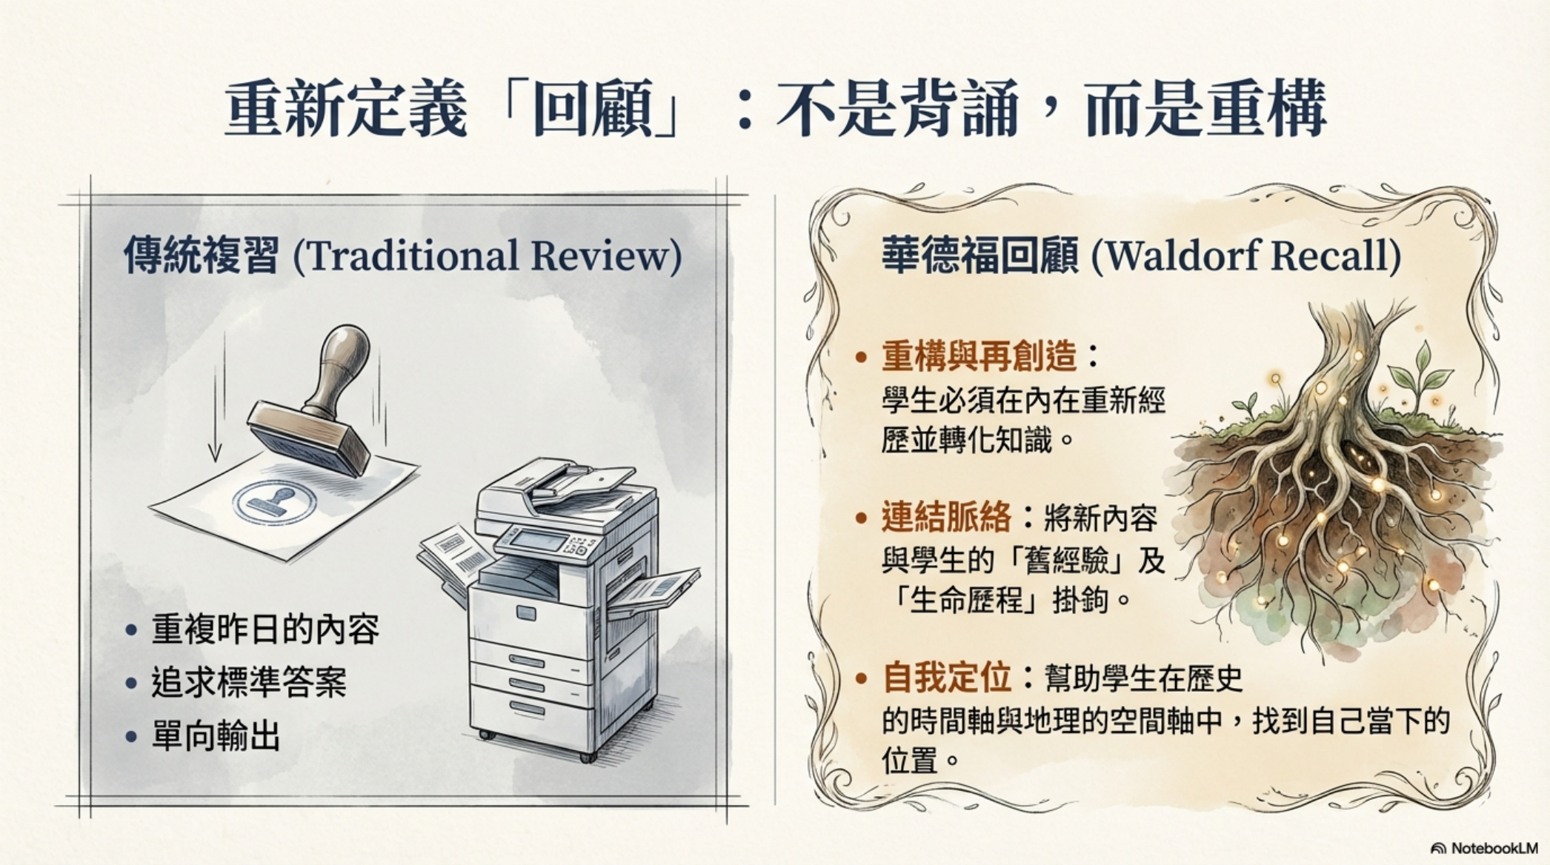 重新定義「回顧」：不是背誦，而是重構
傳統複習 (Traditional Review)
• 重複昨日的內容
• 追求標準答案
• 單向輸出
華德福回顧 (Waldorf Recall)
• 重構與再創造：
學生必須在內在重新經
歷並轉化知識。
• 連結脈絡：將新內容
與學生的「舊經驗」及
「生命歷程」掛鉤。
• 自我定位：幫助學生在歷史
的時間軸與地理的空間軸中，找到自己當下的
位置。
NotebookLM